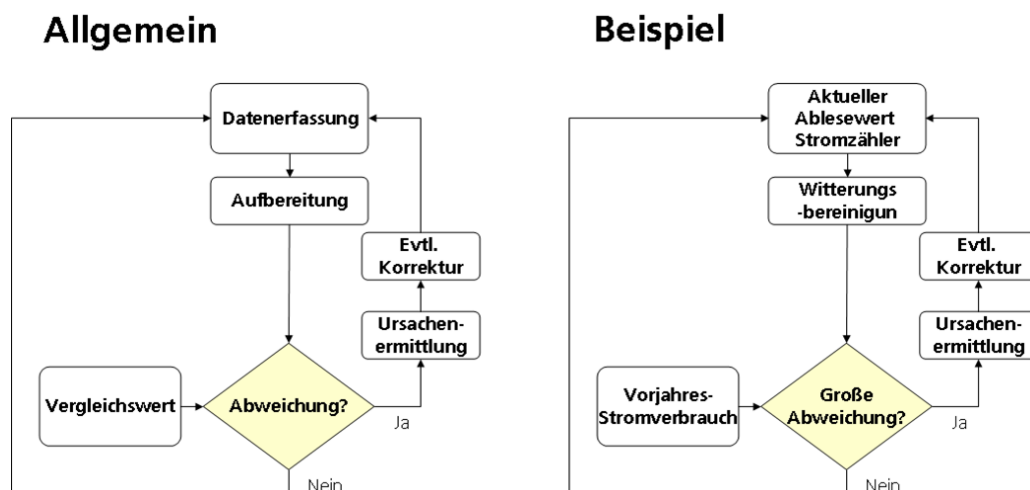 Allgemein
Datenerfassung
Aufbereitung
Evtl.
Korrektur
Ursachen-
ermittlung
Vergleichswert
Abweichung?
Ja
Nein
Beispiel
Aktueller
Ablesewert
Stromzähler
Witterungs
-bereinigun
Evtl.
Korrektur
Ursachen-
ermittlung
Vorjahres-
Stromverbrauch
Große
Abweichung?
Ja
Nein